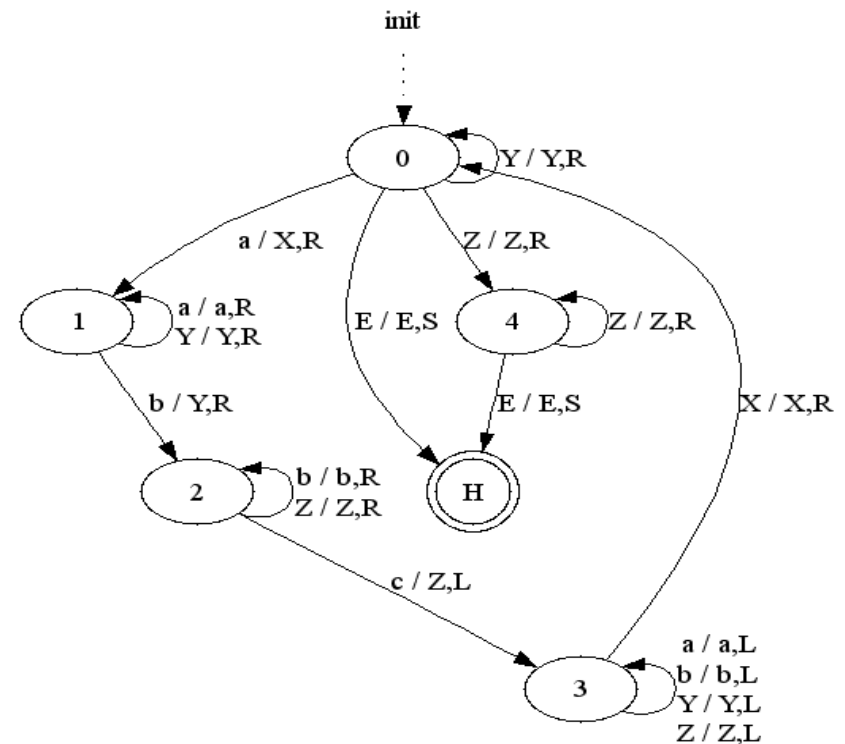 init
0
Y / Y,R
a / X,R
Z / Z,R
1
a / a,R
Y / Y,R
E / E,S
4
Z / Z,R
b / Y,R
E / E,S
X / X,R
2
b / b,R
Z / Z,R
H
c / Z,L
3
a / a,L
b / b,L
Y / Y,L
Z / Z,L